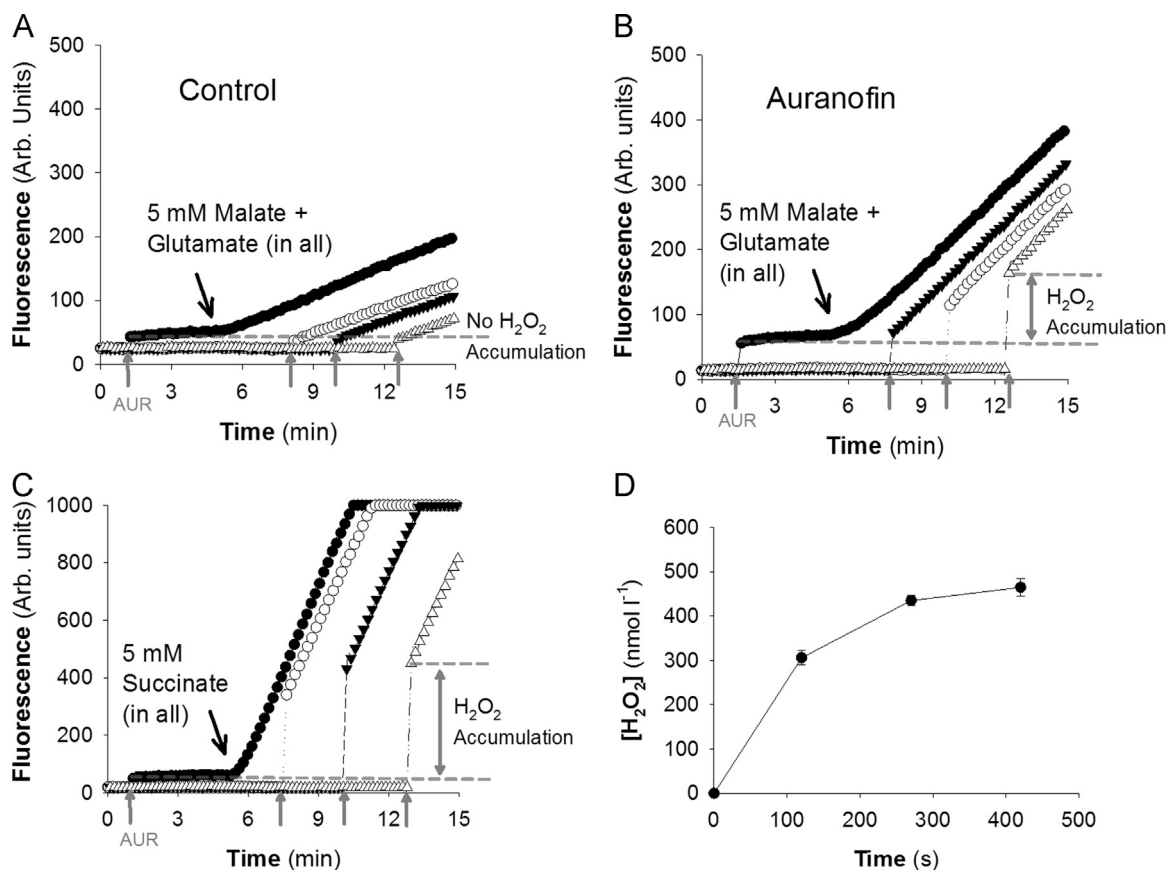 A
500
400
300
200
100
0
Fluorescence (Arb. Units)
Control
5 mM Malate +
Glutamate (in all)
No H₂O₂
Accumulation
AUR
0 3 6 9 12 15
Time (min)
B
500
400
300
200
100
0
Fluorescence (Arb. units)
Auranofin
5 mM Malate +
Glutamate
(in all)
H₂O₂
Accumulation
AUR
0 3 6 9 12 15
Time (min)
C
1000
800
600
400
200
0
Fluorescence (Arb. units)
5 mM
Succinate
(in all)
H₂O₂
Accumulation
AUR
0 3 6 9 12 15
Time (min)
D
600
500
400
300
200
100
0
[H₂O₂] (nmol l⁻¹)
0 100 200 300 400 500
Time (s)